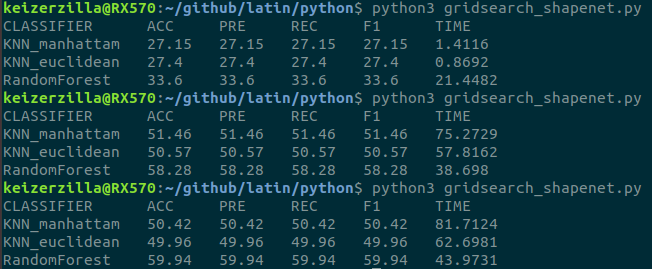 keizerzilla@RX570:~/github/latin/python$ python3 gridsearch_shapenet.py
CLASSIFIER ACC PRE REC F1 TIME
KNN_manhattam 27.15 27.15 27.15 27.15 1.4116
KNN_euclidean 27.4 27.4 27.4 27.4 0.8692
RandomForest 33.6 33.6 33.6 33.6 21.4482
keizerzilla@RX570:~/github/latin/python$ python3 gridsearch_shapenet.py
CLASSIFIER ACC PRE REC F1 TIME
KNN_manhattam 51.46 51.46 51.46 51.46 75.2729
KNN_euclidean 50.57 50.57 50.57 50.57 57.8162
RandomForest 58.28 58.28 58.28 58.28 38.698
keizerzilla@RX570:~/github/latin/python$ python3 gridsearch_shapenet.py
CLASSIFIER ACC PRE REC F1 TIME
KNN_manhattam 50.42 50.42 50.42 50.42 81.7124
KNN_euclidean 49.96 49.96 49.96 49.96 62.6981
RandomForest 59.94 59.94 59.94 59.94 43.9731